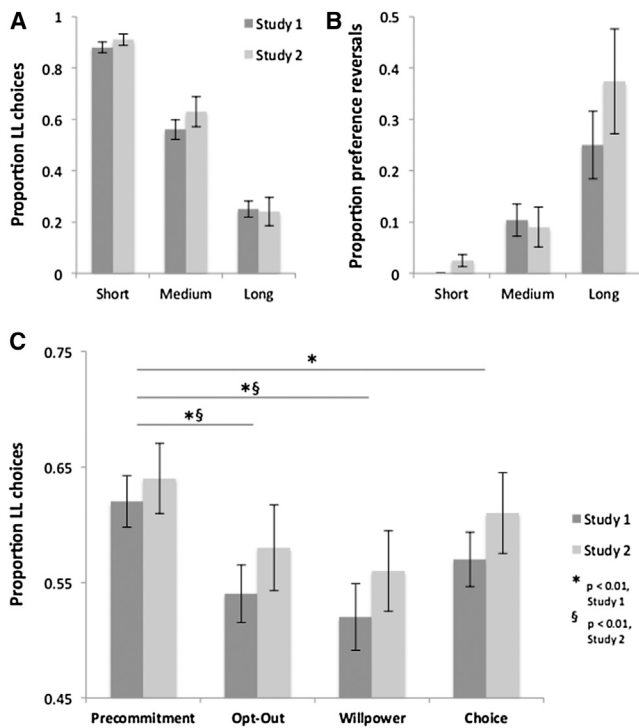 A
Proportion LL choices
1
0.8
0.6
0.4
0.2
0
Short Medium Long
Study 1
Study 2
B
Proportion preference reversals
0.5
0.4
0.3
0.2
0.1
0
Short Medium Long
C
Proportion LL choices
0.75
0.65
0.55
0.45
*
*§
*§
Precommitment Opt-Out Willpower Choice
Study 1
Study 2
* p < 0.01,
Study 1
§ p < 0.01,
Study 2